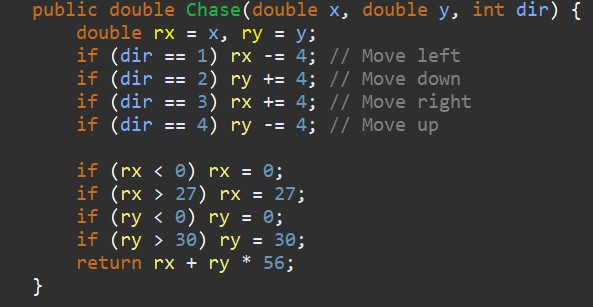 public double Chase(double x, double y, int dir) {
    double rx = x, ry = y;
    if (dir == 1) rx -= 4; // Move left
    if (dir == 2) ry += 4; // Move down
    if (dir == 3) rx += 4; // Move right
    if (dir == 4) ry -= 4; // Move up

    if (rx < 0) rx = 0;
    if (rx > 27) rx = 27;
    if (ry < 0) ry = 0;
    if (ry > 30) ry = 30;
    return rx + ry * 56;
}